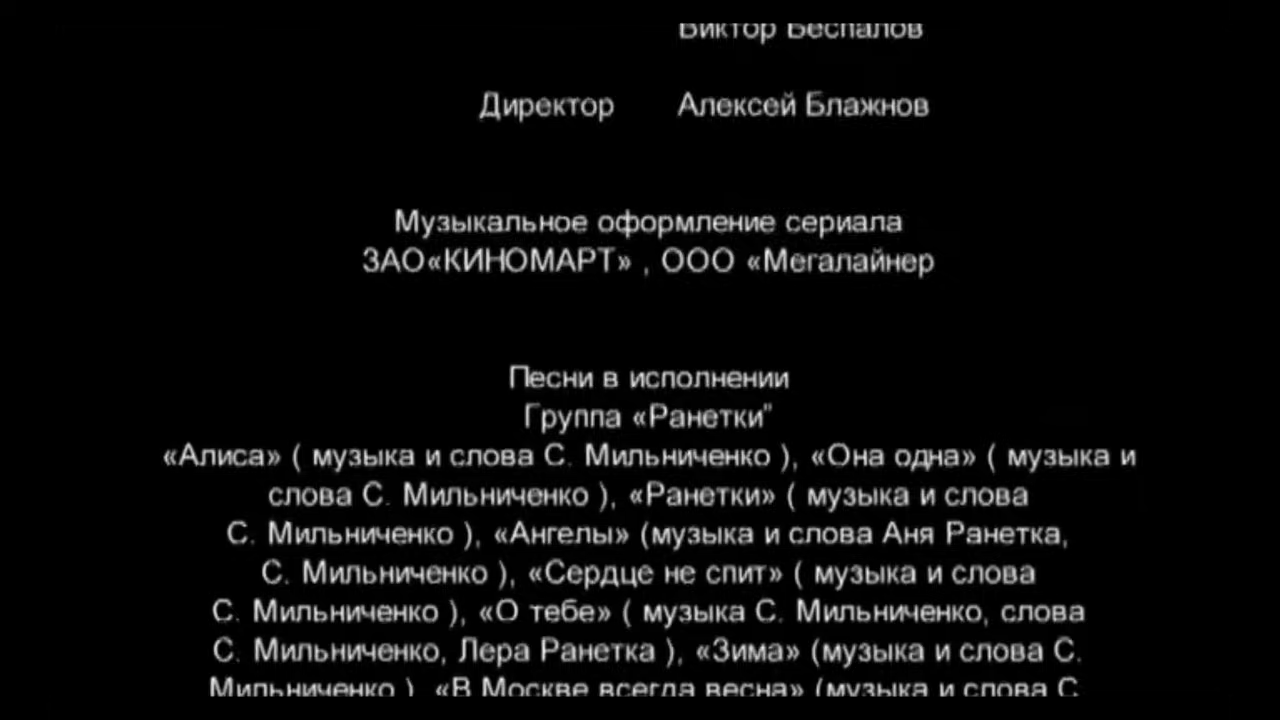 Виктор Беспалов
Директор Алексей Блажнов
Музыкальное оформление сериала
ЗАО«КИНОМАРТ» , ООО «Мегалайнер
Песни в исполнении
Группа «Ранетки"
«Алиса» ( музыка и слова С. Мильниченко ), «Она одна» ( музыка и
слова С. Мильниченко ), «Ранетки» ( музыка и слова
С. Мильниченко ), «Ангелы» (музыка и слова Аня Ранетка,
С. Мильниченко ), «Сердце не спит» ( музыка и слова
С. Мильниченко ), «О тебе» ( музыка С. Мильниченко, слова
С. Мильниченко, Лера Ранетка ), «Зима» (музыка и слова С.
Мильниченко ), «В Москве всегда весна» (музыка и слова С.